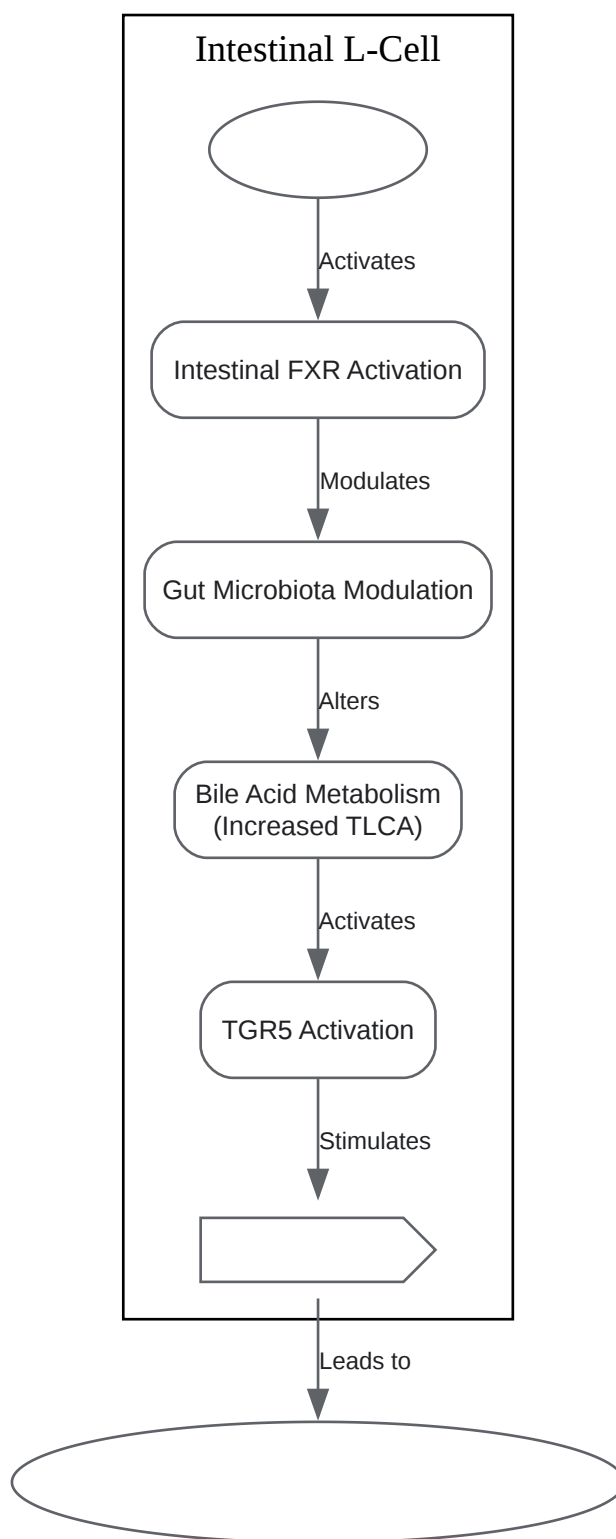 Intestinal L-Cell
Activates
Intestinal FXR Activation
Modulates
Gut Microbiota Modulation
Alters
Bile Acid Metabolism
(Increased TLCA)
Activates
TGR5 Activation
Stimulates
Leads to